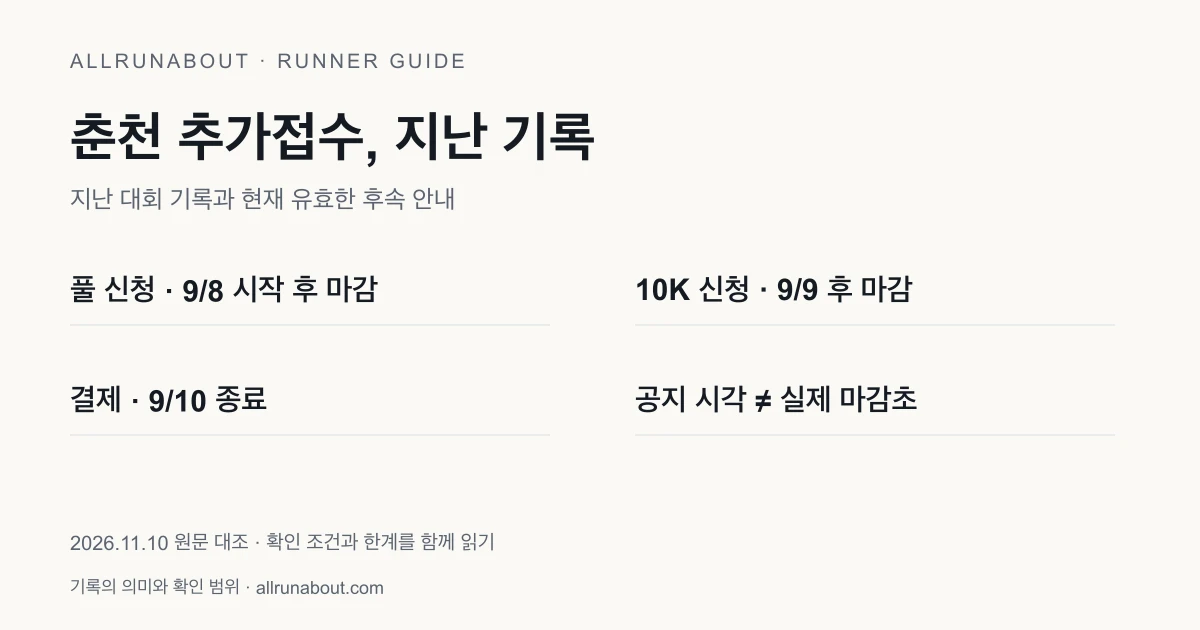 ALLRUNABOUT · RUNNER GUIDE
춘천 추가접수, 지난 기록
지난 대회 기록과 현재 유효한 후속 안내
풀 신청 · 9/8 시작 후 마감
10K 신청 · 9/9 후 마감
결제 · 9/10 종료
공지 시각 ≠ 실제 마감초
2026.11.10 원문 대조 · 확인 조건과 한계를 함께 읽기
기록의 의미와 확인 범위 · allrunabout.com